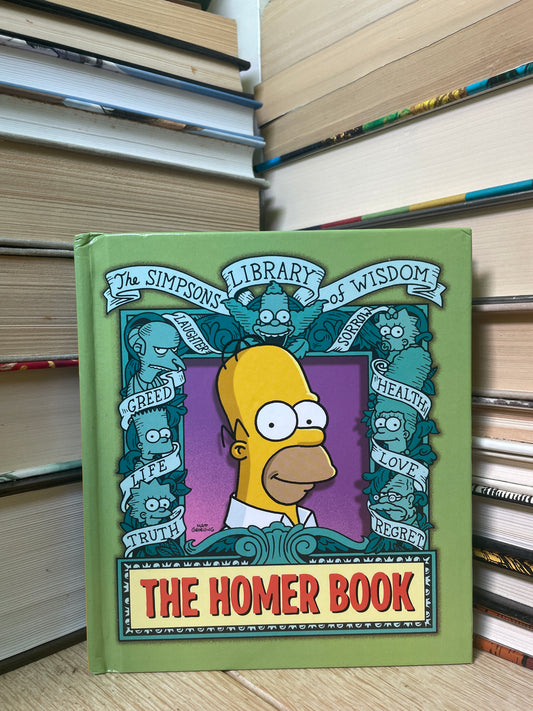 The Simpsons LIBRARY of WISDOM
LAUGHTER
SORROW
GREED
HEALTH
LIFE
LOVE
TRUTH
REGRET
MATT GROENING
THE HOMER BOOK